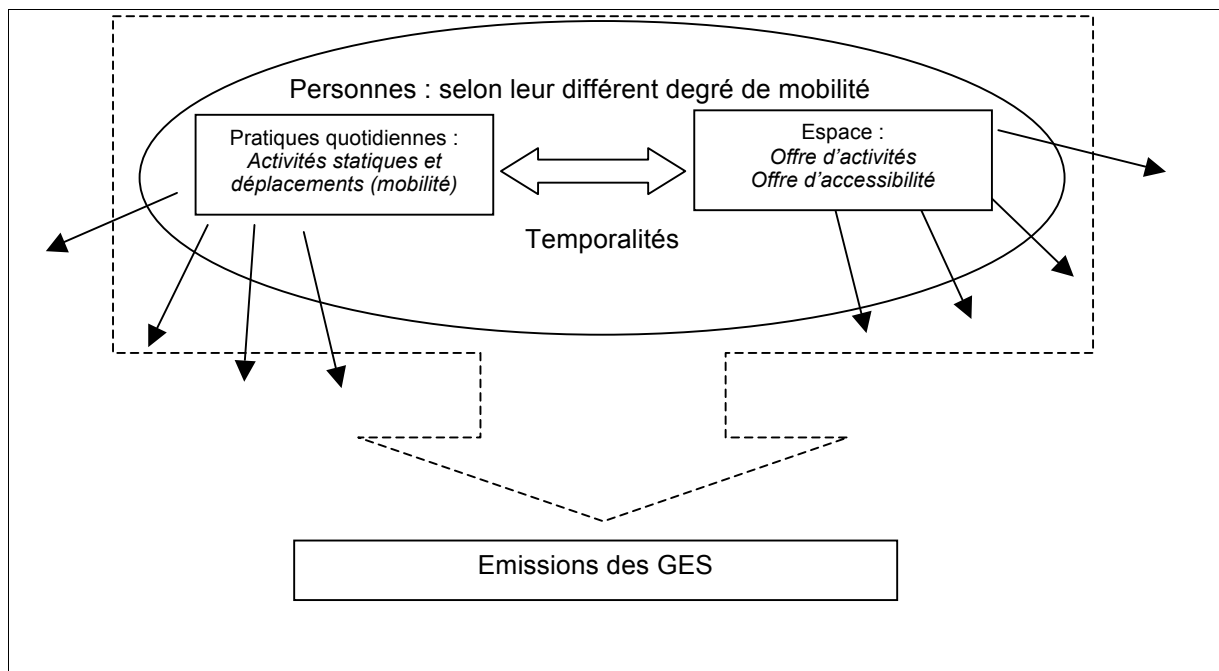 Personnes : selon leur différent degré de mobilité
Pratiques quotidiennes :
Activités statiques et
déplacements (mobilité)
Espace :
Offre d’activités
Offre d’accessibilité
Temporalités
Emissions des GES